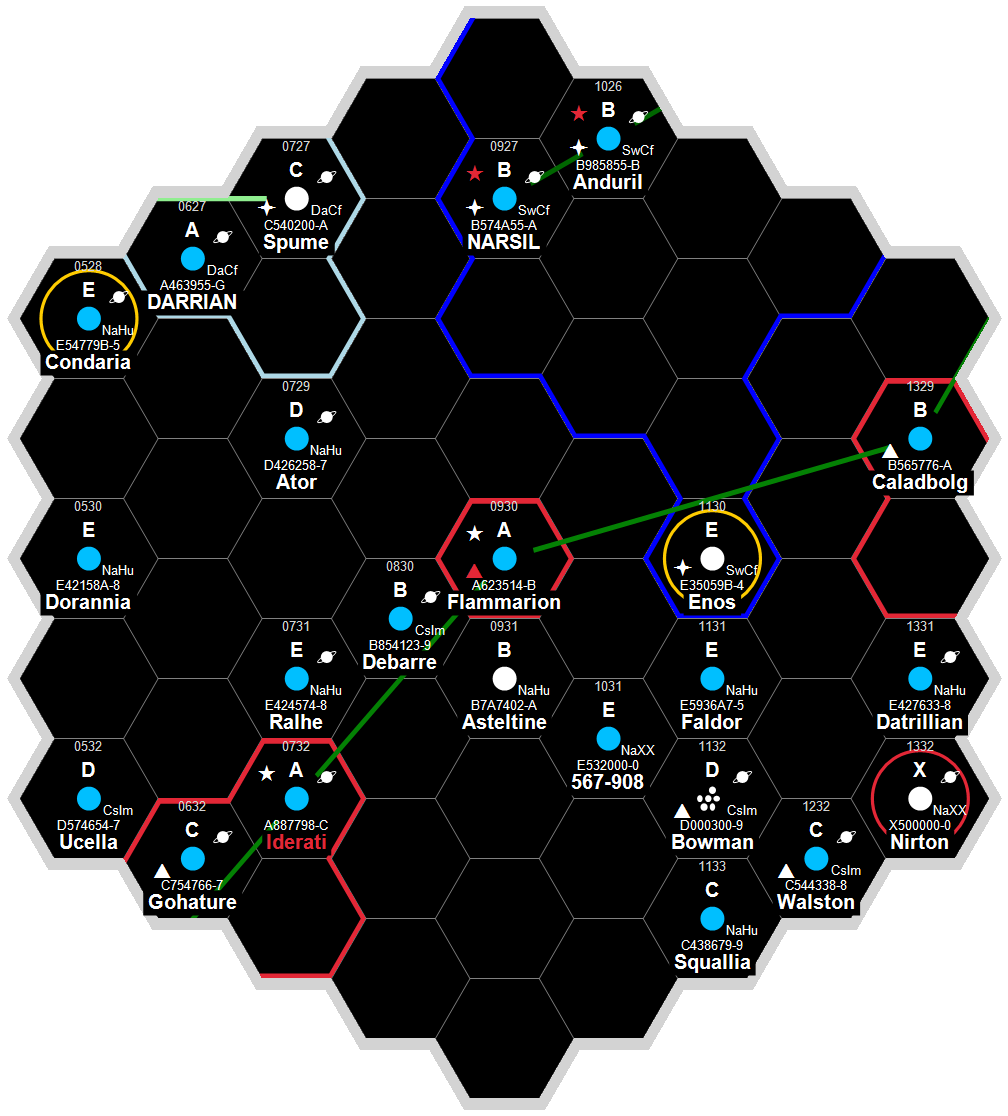 1026
B
SwCf
B985855-B
Anduril
0727
C
DaCf
C540200-A
Spume
0927
B
SwCf
B574A55-A
NARSIL
0627
A
DaCf
A463955-G
DARRIAN
0528
E
NaHu
E54779B-5
Condaria
0729
D
NaHu
D426258-7
Ator
1329
B
B565776-A
Caladbolg
0530
E
NaHu
E42158A-8
Dorannia
0930
A
A623514-B
Flammarion
1130
E
SwCf
E35059B-4
Enos
0830
B
CsIm
B854123-9
Debarre
0731
E
NaHu
E424574-8
Ralhe
0931
B
NaHu
B7A7402-A
Asteltine
1131
E
NaHu
E5936A7-5
Faldor
1331
E
NaHu
E427633-8
Datrillian
1031
E
NaXX
E532000-0
567-908
0532
D
CsIm
D574654-7
Ucella
0732
A
A887798-C
Iderati
1132
D
CsIm
D000300-9
Bowman
1332
X
NaXX
X500000-0
Nirton
0632
C
C754766-7
Gohature
1232
C
CsIm
C544338-8
Walston
1133
C
NaHu
C438679-9
Squallia